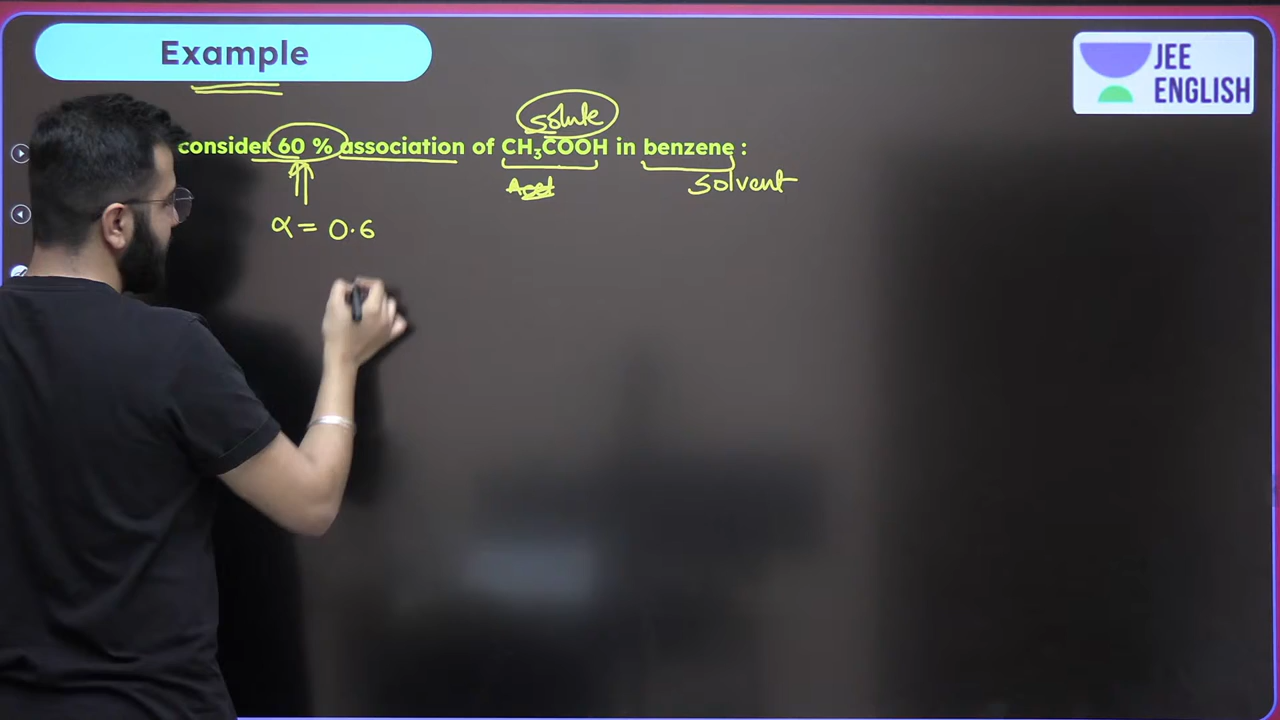 Example
JEE
ENGLISH
solute
consider 60 % association of CH₃COOH in benzene :
solvent
α = 0.6